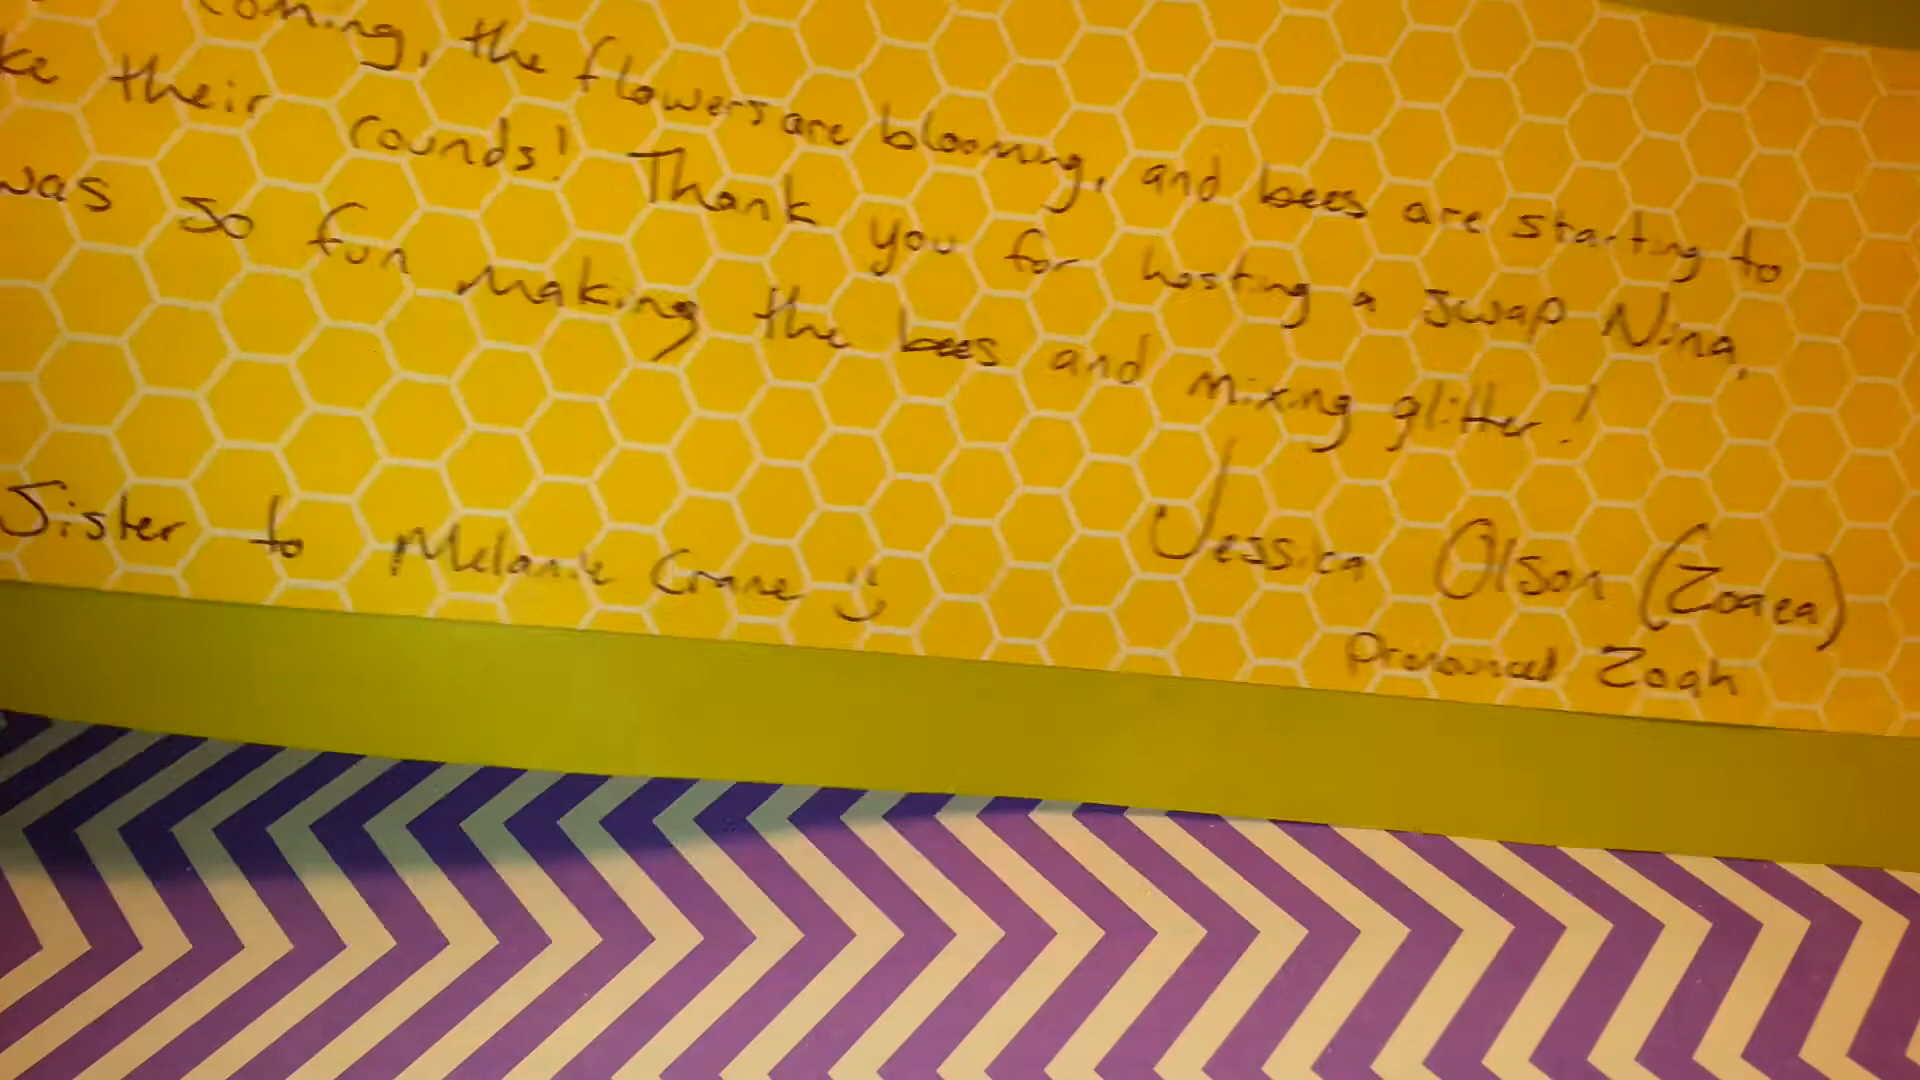 coming, the flowers are blooming, and bees are starting to
ke their rounds! Thank you for hosting a swap Nina,
was so fun making the bees and mixing glitter!
Jessica Olson (Zoaea)
Pronounced Zoah
Sister to Melanie Crane :)